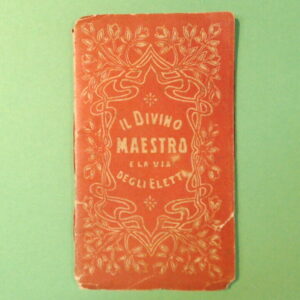 IL DIVINO
MAESTRO
E LA VIA
DEGLI ELETTI